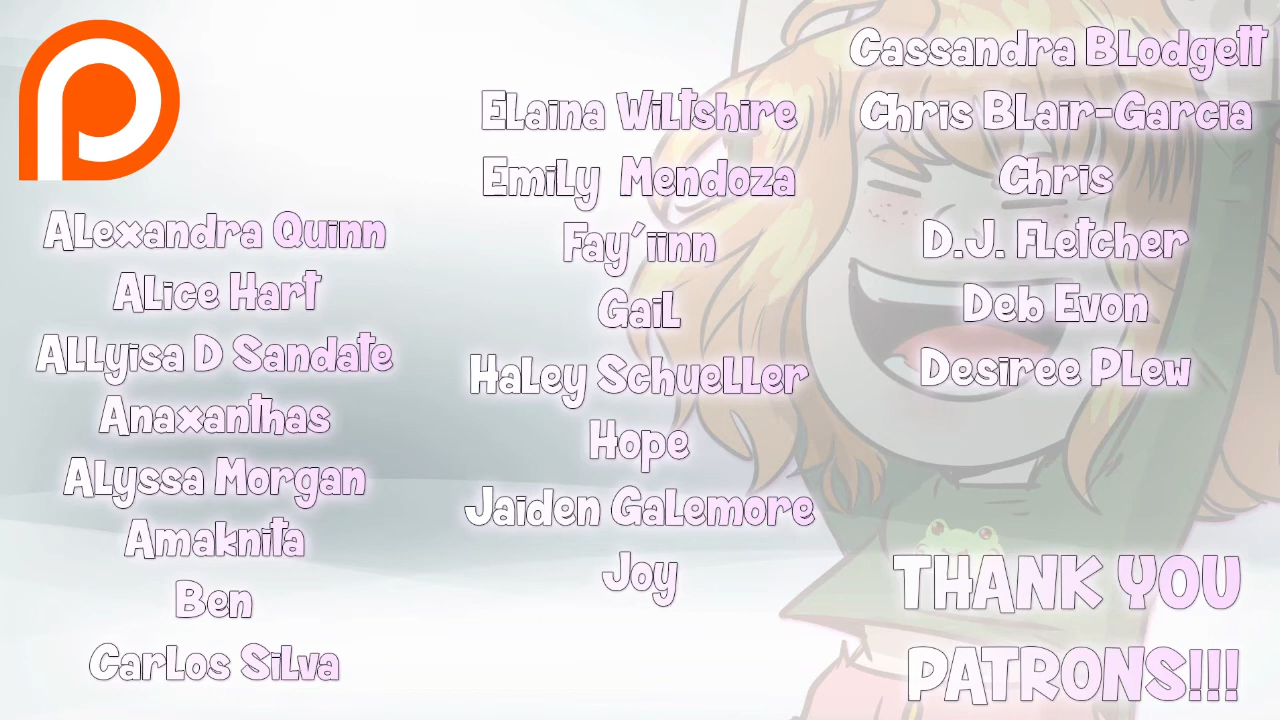 Alexandra Quinn
Alice Hart
Allyisa D Sandate
Anaxanthas
Alyssa Morgan
Amaknita
Ben
Carlos Silva
Elaina Wiltshire
Emily Mendoza
Fay'iinn
Gail
Haley Schueller
Hope
Jaiden Galemore
Joy
Cassandra Blodgett
Chris Blair-Garcia
Chris
D.J. Fletcher
Deb Evon
Desiree Plew
THANK YOU
PATRONS!!!